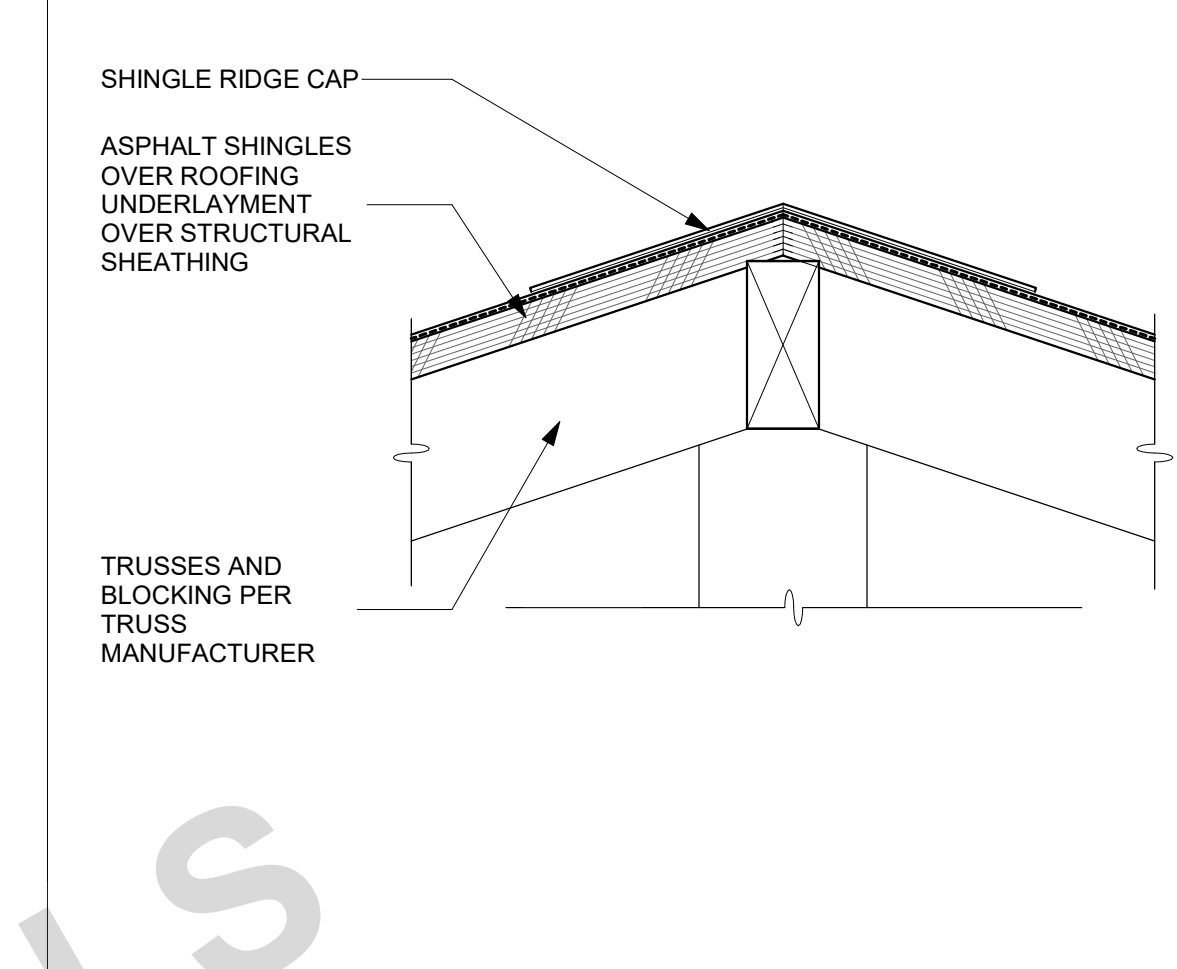 SHINGLE RIDGE CAP
ASPHALT SHINGLES
OVER ROOFING
UNDERLAYMENT
OVER STRUCTURAL
SHEATHING
TRUSSES AND
BLOCKING PER
TRUSS
MANUFACTURER
S